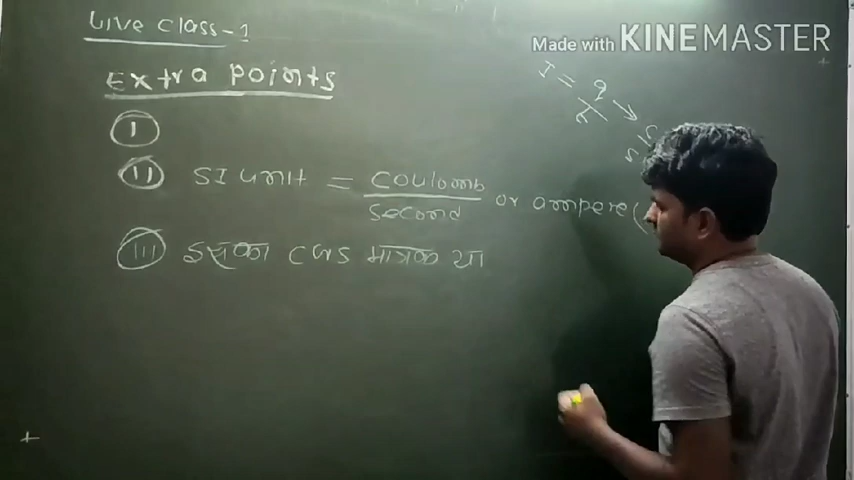 Live class-1
Made with KINEMASTER
Extra points
I = q
(I)
(II) SI unit = coulomb
second
or ampere (
(III) इसका CGS मात्रक या